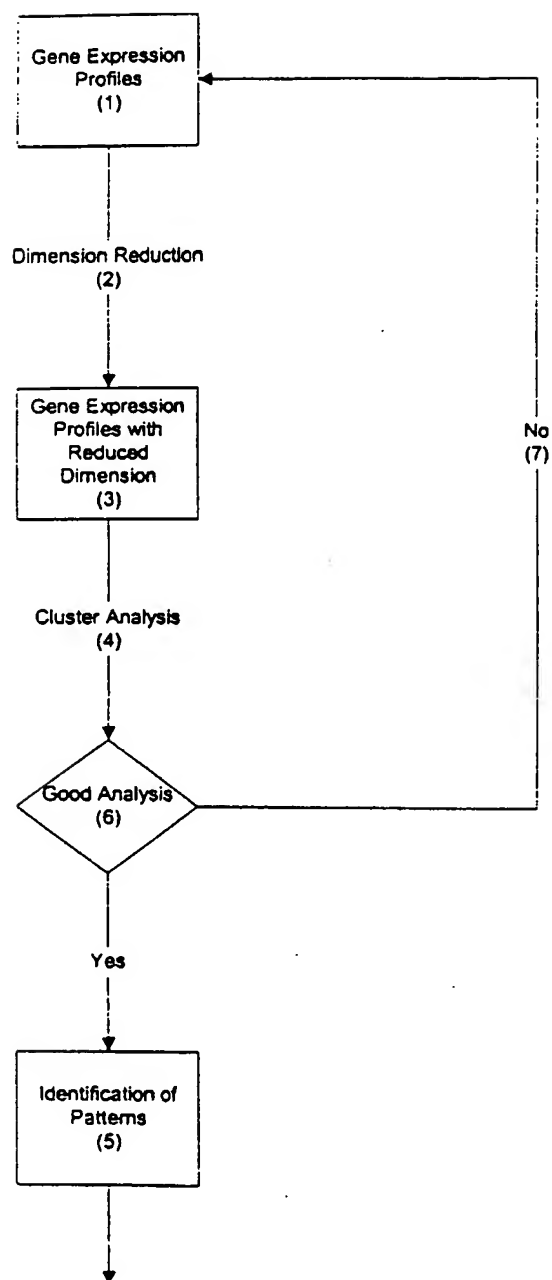 Gene Expression
Profiles
(1)
Dimension Reduction
(2)
Gene Expression
Profiles with
Reduced
Dimension
(3)
No
(7)
Cluster Analysis
(4)
Good Analysis
(6)
Yes
Identification of
Patterns
(5)